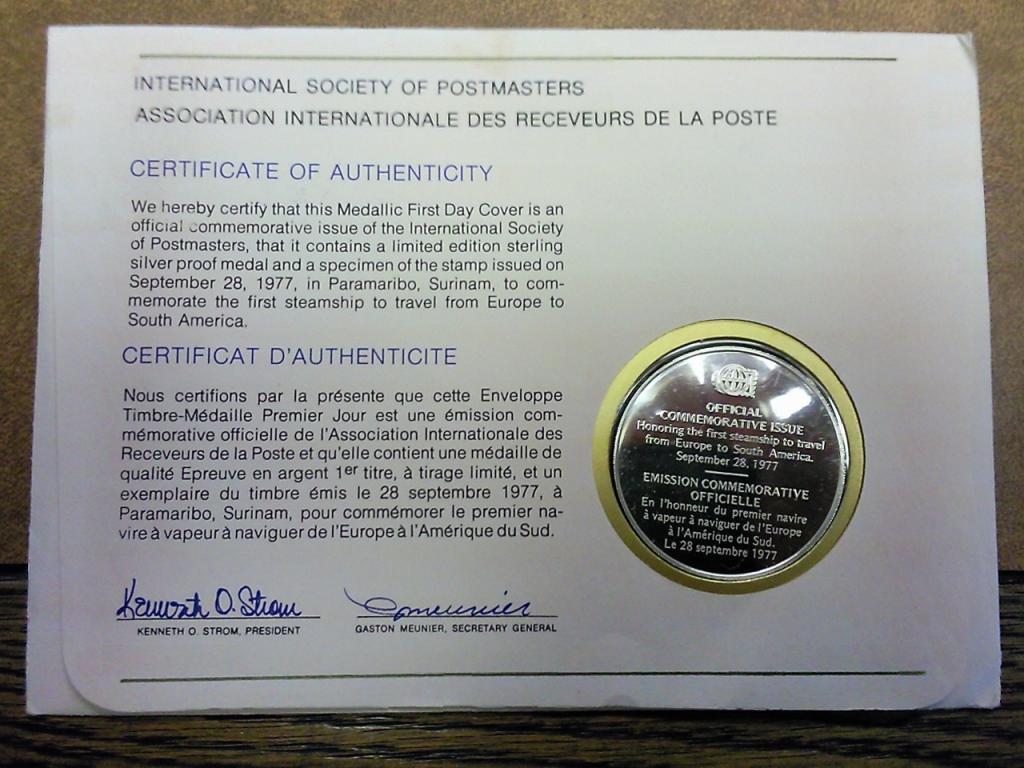 INTERNATIONAL SOCIETY OF POSTMASTERS
ASSOCIATION INTERNATIONALE DES RECEVEURS DE LA POSTE
CERTIFICATE OF AUTHENTICITY
We hereby certify that this Medallic First Day Cover is an
official commemorative issue of the International Society
of Postmasters, that it contains a limited edition sterling
silver proof medal and a specimen of the stamp issued on
September 28, 1977, in Paramaribo, Surinam, to com-
memorate the first steamship to travel from Europe to
South America.
CERTIFICAT D'AUTHENTICITE
Nous certifions par la présente que cette Enveloppe
Timbre-Médaille Premier Jour est une émission com-
mémorative officielle de l'Association Internationale des
Receveurs de la Poste et qu'elle contient une médaille de
qualité Epreuve en argent 1er titre, à tirage limité, et un
exemplaire du timbre émis le 28 septembre 1977, à
Paramaribo, Surinam, pour commémorer le premier na-
vire à vapeur à naviguer de l'Europe à l'Amérique du Sud.
Kenneth O. Strom
KENNETH O. STROM, PRESIDENT
Gmeunier
GASTON MEUNIER, SECRETARY GENERAL
OFFICIAL
COMMEMORATIVE ISSUE
Honoring the first steamship to travel
from Europe to South America.
September 28, 1977
EMISSION COMMEMORATIVE
OFFICIELLE
En l'honneur du premier navire
à vapeur à naviguer de l'Europe
à l'Amérique du Sud.
Le 28 septembre 1977